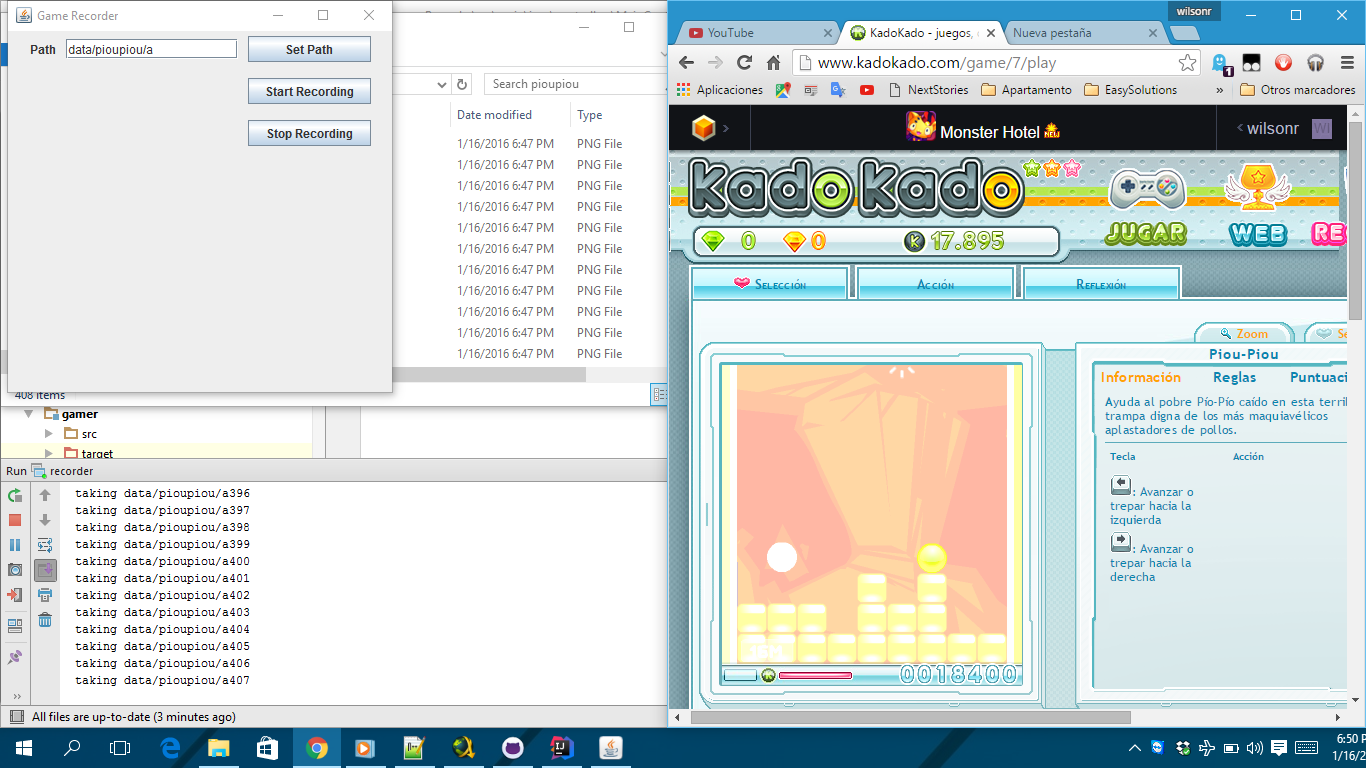 Game Recorder
Path data/pioupiou/a Set Path
Start Recording
Stop Recording
Search pioupiou
Date modified Type
1/16/2016 6:47 PM PNG File
1/16/2016 6:47 PM PNG File
1/16/2016 6:47 PM PNG File
1/16/2016 6:47 PM PNG File
1/16/2016 6:47 PM PNG File
1/16/2016 6:47 PM PNG File
1/16/2016 6:47 PM PNG File
1/16/2016 6:47 PM PNG File
1/16/2016 6:47 PM PNG File
1/16/2016 6:47 PM PNG File
1/16/2016 6:47 PM PNG File
408 items
gamer
src
target
Run recorder
taking data/pioupiou/a396
taking data/pioupiou/a397
taking data/pioupiou/a398
taking data/pioupiou/a399
taking data/pioupiou/a400
taking data/pioupiou/a401
taking data/pioupiou/a402
taking data/pioupiou/a403
taking data/pioupiou/a404
taking data/pioupiou/a405
taking data/pioupiou/a406
taking data/pioupiou/a407
All files are up-to-date (3 minutes ago)
wilsonr
YouTube KadoKado - juegos, Nueva pestaña
www.kadokado.com/game/7/play
1
Aplicaciones NextStories Apartamento EasySolutions » Otros marcadores
Monster Hotel NEW wilsonr WI
KadoKado
JUGAR WEB RE
0 0 K 17.895
Selección Acción Reflexión
Zoom Se
Piou-Piou
Información Reglas Puntuaci
Ayuda al pobre Pío-Pío caído en esta terrib
trampa digna de los más maquiavélicos
aplastadores de pollos.
Tecla Acción
: Avanzar o
trepar hacia la
izquierda
: Avanzar o
trepar hacia la
derecha
0018400
6:50 P
1/16/2